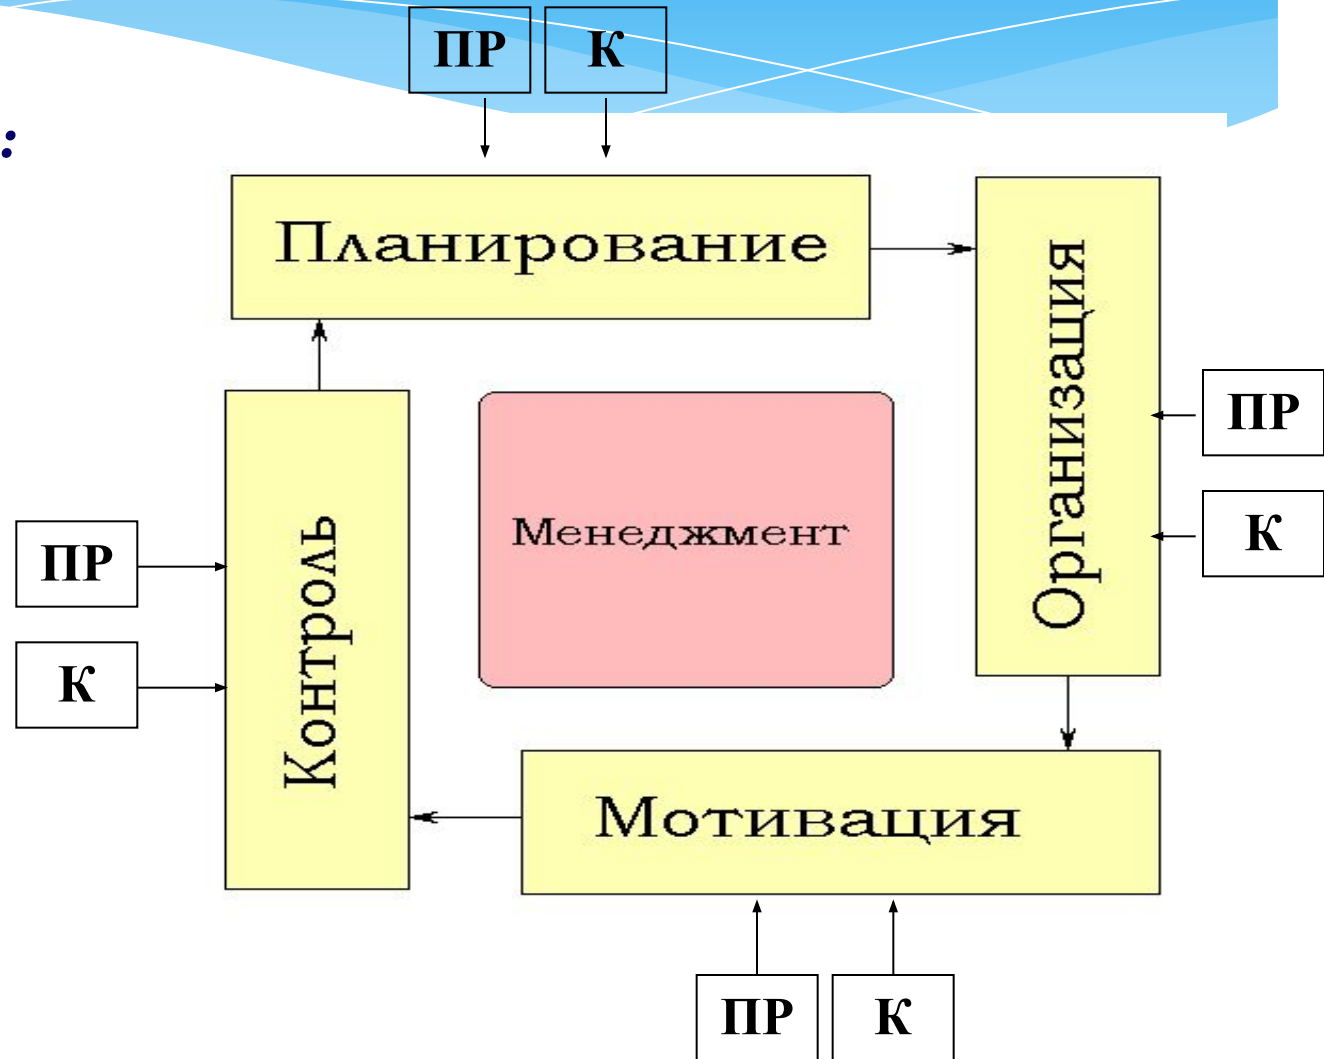 ПР К
:
Планирование
Организация
ПР
К
Менеджмент
ПР
К
Контроль
Мотивация
ПР К